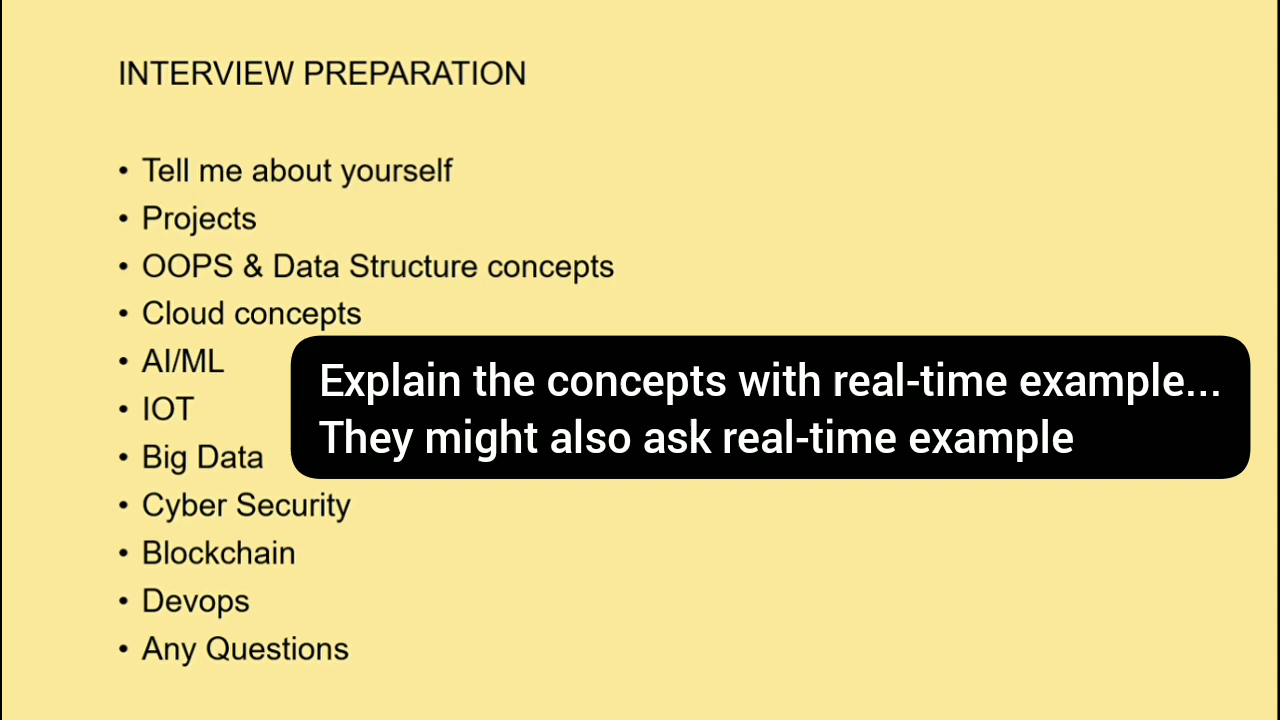 INTERVIEW PREPARATION
• Tell me about yourself
• Projects
• OOPS & Data Structure concepts
• Cloud concepts
• AI/ML
• IOT
• Big Data
Explain the concepts with real-time example...
They might also ask real-time example
• Cyber Security
• Blockchain
• Devops
• Any Questions